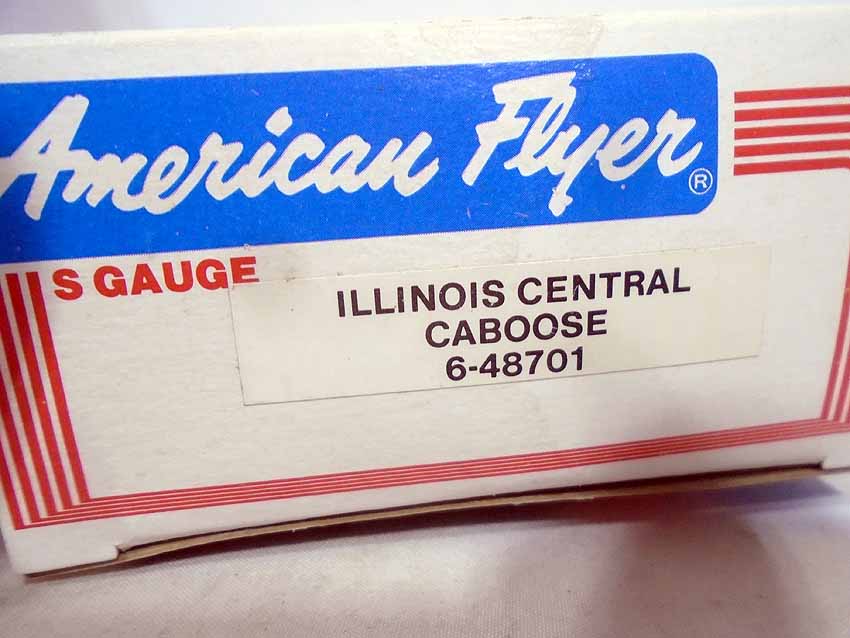 American Flyer ®
S GAUGE
ILLINOIS CENTRAL
CABOOSE
6-48701